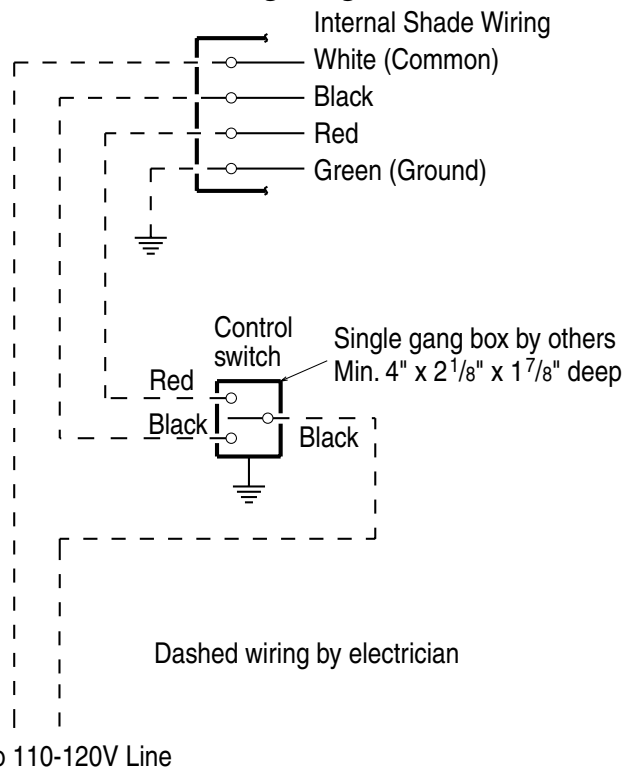 Internal Shade Wiring
White (Common)
Black
Red
Green (Ground)
Control
switch
Single gang box by others
Min. 4" x 2 1/8" x 1 7/8" deep
Red
Black
Black
Dashed wiring by electrician
110-120V Line